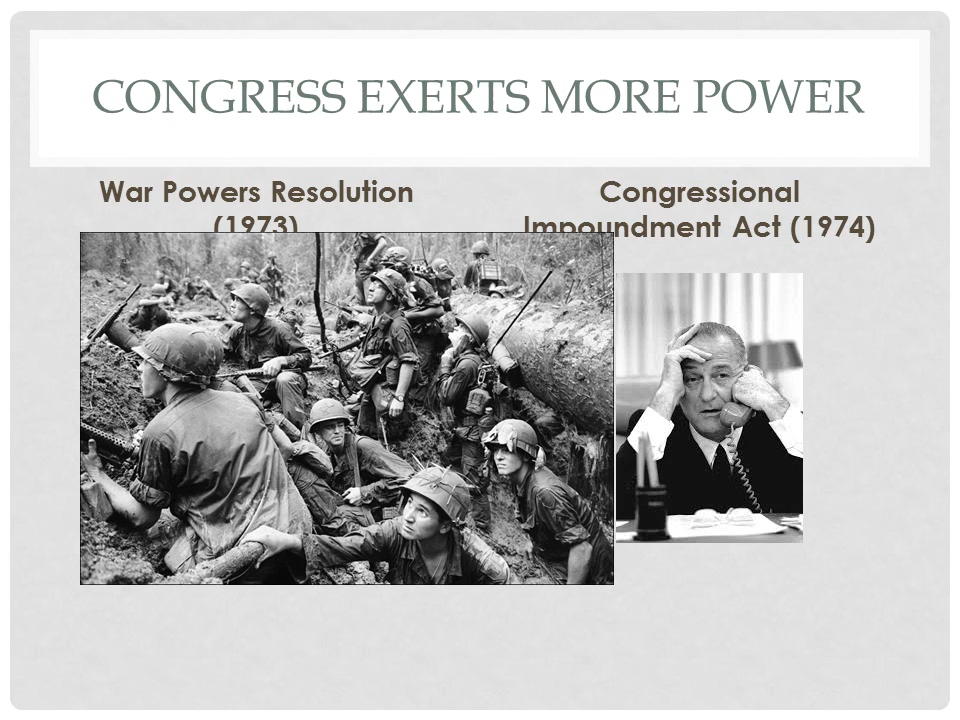 CONGRESS EXERTS MORE POWER
War Powers Resolution
(1973)
Congressional
Impoundment Act (1974)